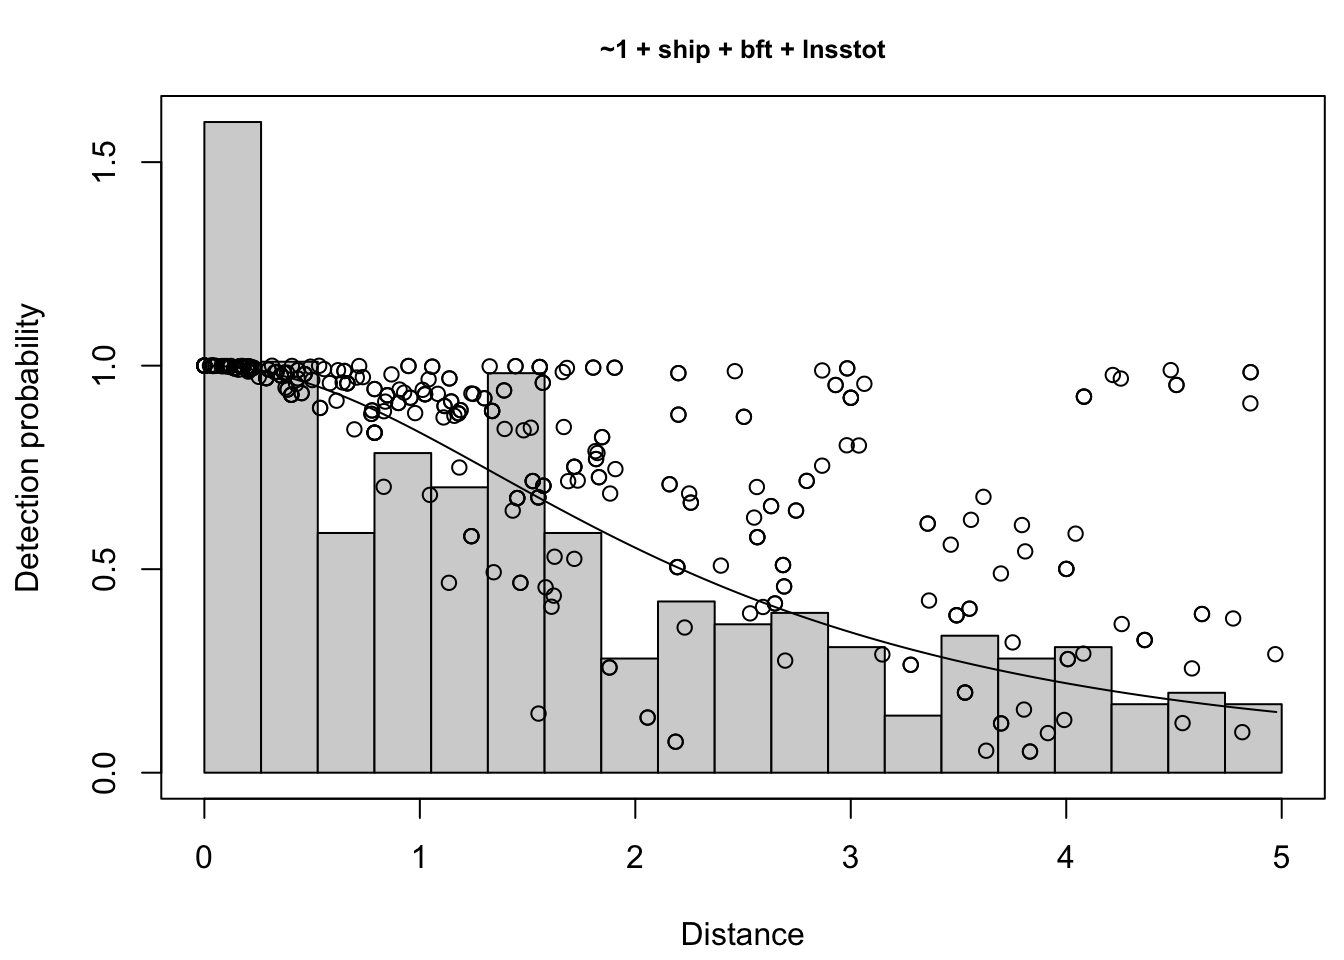 ~1 + ship + bft + lnsstot
Detection probability
1.5
1.0
0.5
0.0
0 1 2 3 4 5
Distance